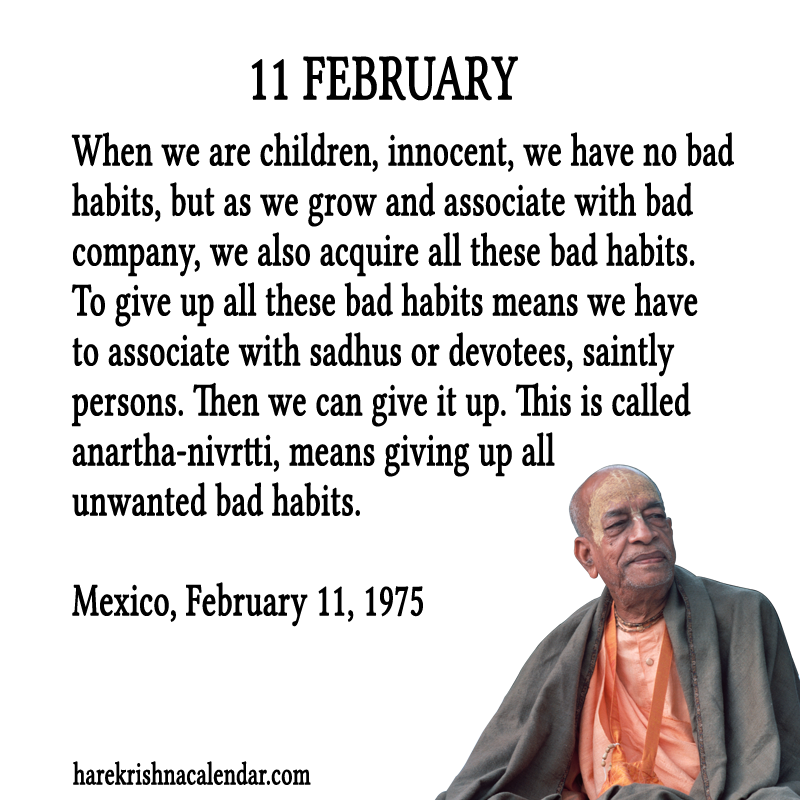 11 FEBRUARY
When we are children, innocent, we have no bad
habits, but as we grow and associate with bad
company, we also acquire all these bad habits.
To give up all these bad habits means we have
to associate with sadhus or devotees, saintly
persons. Then we can give it up. This is called
anartha-nivrtti, means giving up all
unwanted bad habits.
Mexico, February 11, 1975
harekrishnacalendar.com